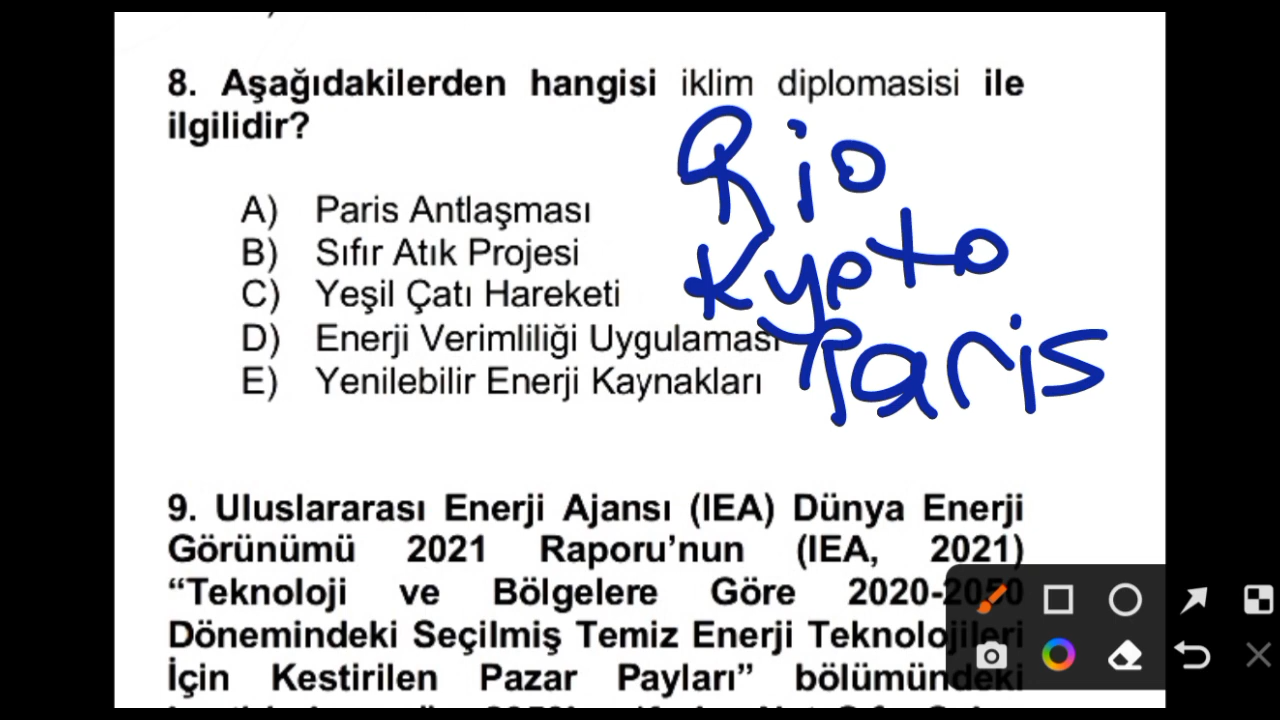 8. Aşağıdakilerden hangisi iklim diplomasisi ile
ilgilidir?
A) Paris Antlaşması
B) Sıfır Atık Projesi
C) Yeşil Çatı Hareketi
D) Enerji Verimliliği Uygulaması
E) Yenilebilir Enerji Kaynakları
Rio
Kyoto
Paris
9. Uluslararası Enerji Ajansı (IEA) Dünya Enerji
Görünümü 2021 Raporu’nun (IEA, 2021)
“Teknoloji ve Bölgelere Göre 2020-2050
Dönemindeki Seçilmiş Temiz Enerji Teknolojileri
İçin Kestirilen Pazar Payları” bölümündeki